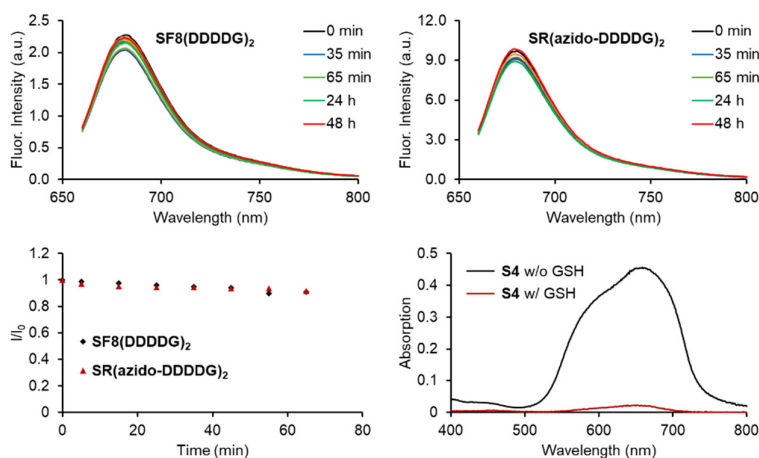 SF8(DDDDG)2
0 min
35 min
65 min
24 h
48 h
Fluor. Intensity (a.u.)
2.5
2.0
1.5
1.0
0.5
0.0
650 700 750 800
Wavelength (nm)
SR(azido-DDDDG)2
0 min
35 min
65 min
24 h
48 h
Fluor. Intensity (a.u.)
12.0
9.0
6.0
3.0
0.0
650 700 750 800
Wavelength (nm)
I/I0
1.2
1
0.8
0.6
0.4
0.2
0
SF8(DDDDG)2
SR(azido-DDDDG)2
0 20 40 60 80
Time (min)
Absorption
0.5
0.4
0.3
0.2
0.1
0
S4 w/o GSH
S4 w/ GSH
400 500 600 700 800
Wavelength (nm)